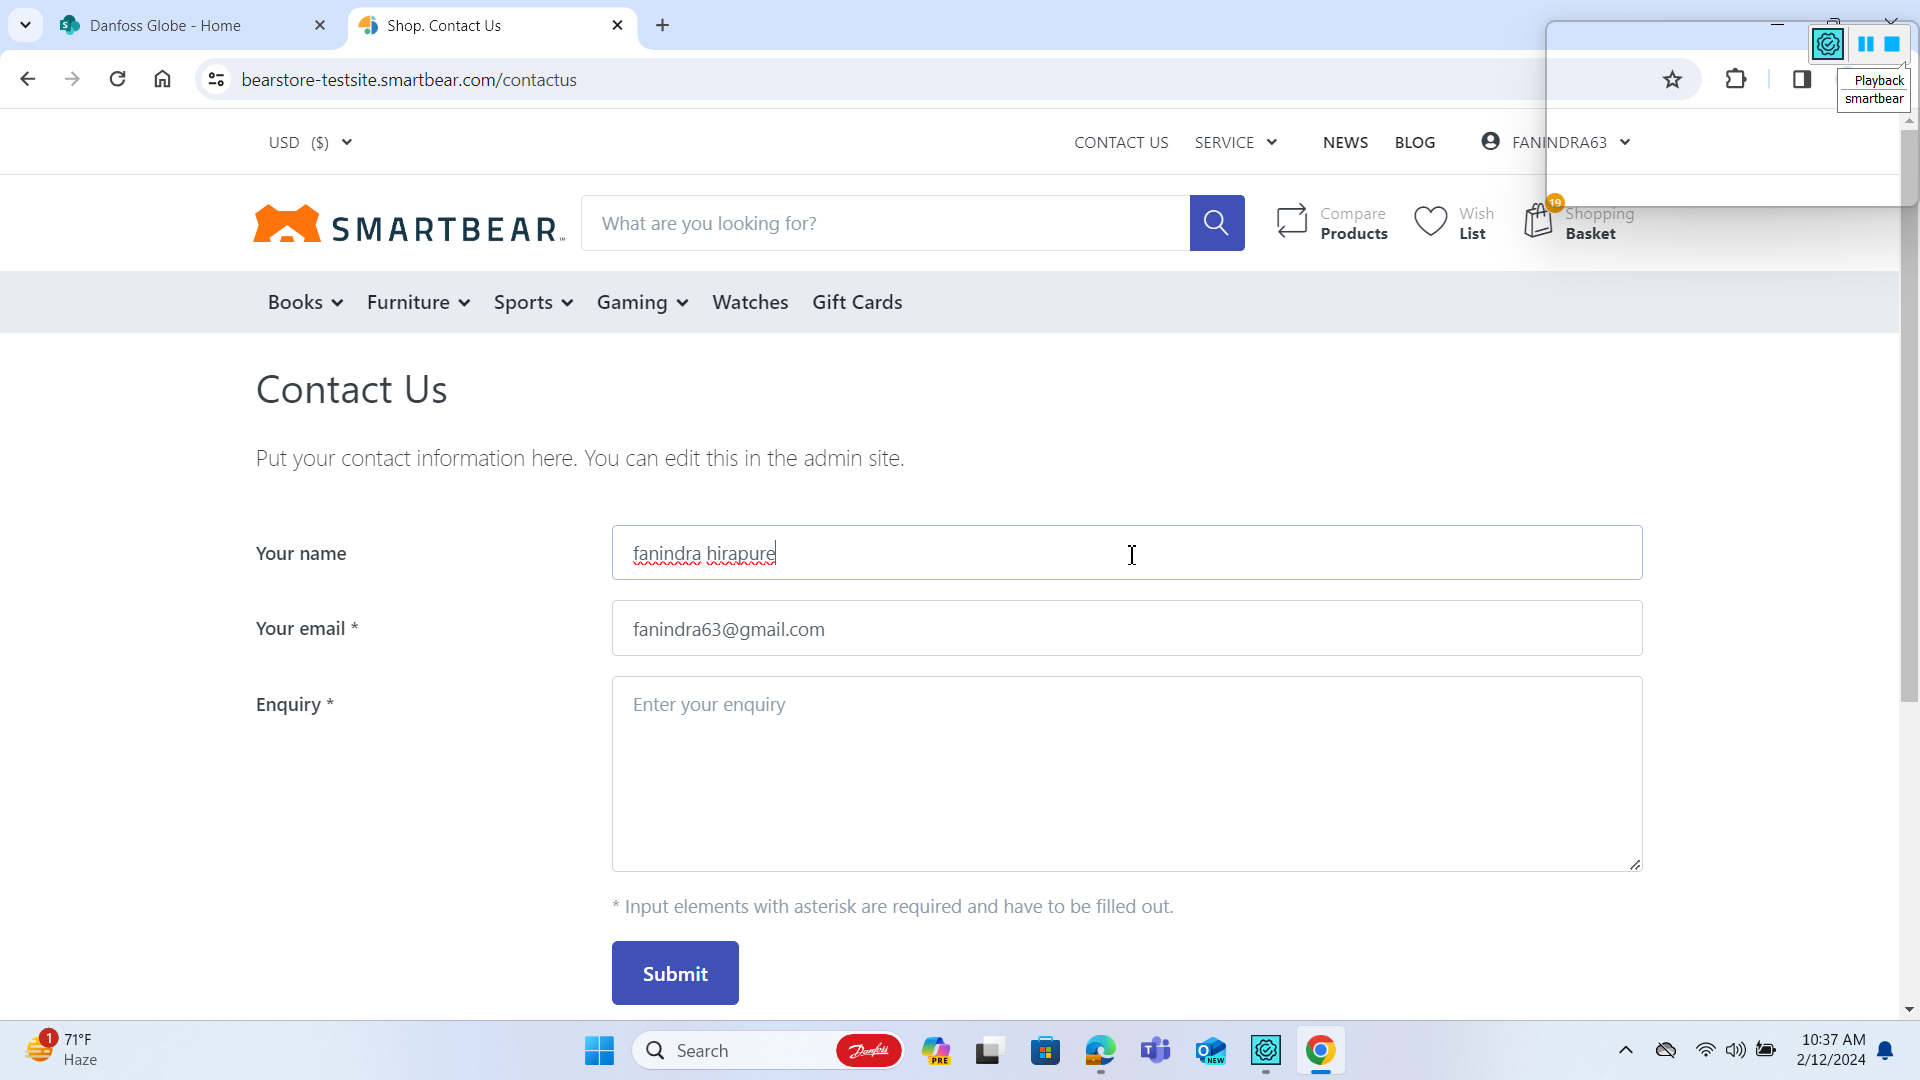 Danfoss Globe - Home
Shop. Contact Us
bearstore-testsite.smartbear.com/contactus
Playback
smartbear
USD ($)
CONTACT US SERVICE NEWS BLOG FANINDRA63
SMARTBEAR
What are you looking for?
Compare
Products
Wish
List
19
Shopping
Basket
Books Furniture Sports Gaming Watches Gift Cards
Contact Us
Put your contact information here. You can edit this in the admin site.
Your name
fanindra hirapure
Your email *
fanindra63@gmail.com
Enquiry *
Enter your enquiry
* Input elements with asterisk are required and have to be filled out.
Submit
1
71°F
Haze
Search
Danfoss
PRE
NEW
10:37 AM
2/12/2024